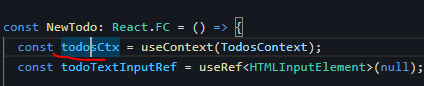 const NewTodo: React.FC = () => {
const todosCtx = useContext(TodosContext);
const todoTextInputRef = useRef<HTMLInputElement>(null);